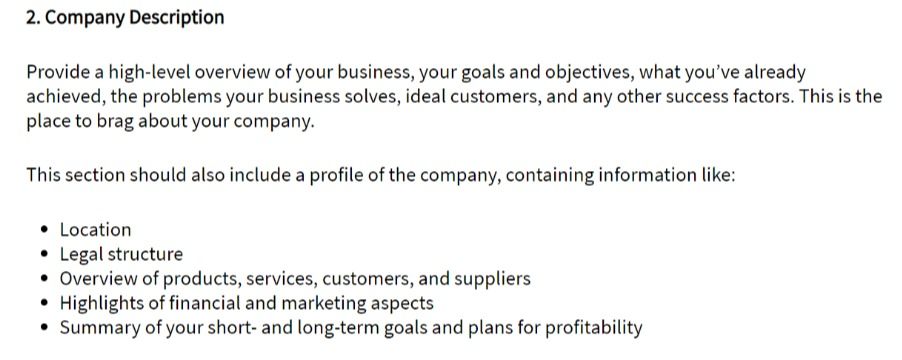 2. Company Description
Provide a high-level overview of your business, your goals and objectives, what you've already
achieved, the problems your business solves, ideal customers, and any other success factors. This is the
place to brag about your company.
This section should also include a profile of the company, containing information like:
• Location
• Legal structure
• Overview of products, services, customers, and suppliers
• Highlights of financial and marketing aspects
• Summary of your short- and long-term goals and plans for profitability